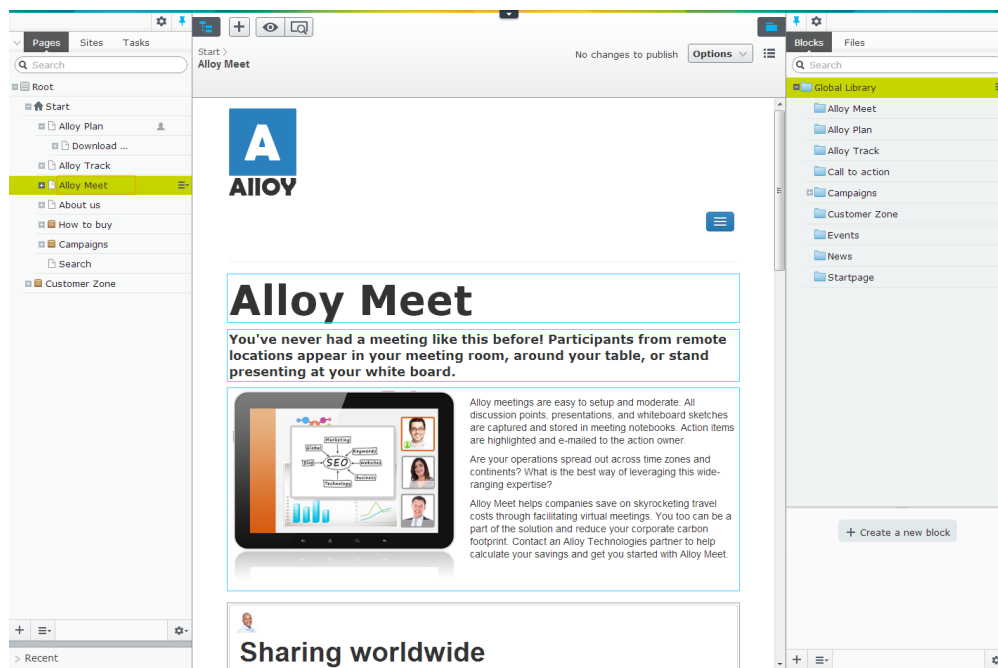 Pages Sites Tasks
Search
Root
Start
Alloy Plan
Download ...
Alloy Track
Alloy Meet
About us
How to buy
Campaigns
Search
Customer Zone
> Recent
Start >
Alloy Meet
No changes to publish
Options
A
AllOY
Alloy Meet
You've never had a meeting like this before! Participants from remote
locations appear in your meeting room, around your table, or stand
presenting at your white board.
Marketing
Global
Keywords
Blog
SEO
Websites
Business
Technology
Alloy meetings are easy to setup and moderate. All
discussion points, presentations, and whiteboard sketches
are captured and stored in meeting notebooks. Action items
are highlighted and e-mailed to the action owner.
Are your operations spread out across time zones and
continents? What is the best way of leveraging this wide-
ranging expertise?
Alloy Meet helps companies save on skyrocketing travel
costs through facilitating virtual meetings. You too can be a
part of the solution and reduce your corporate carbon
footprint. Contact an Alloy Technologies partner to help
calculate your savings and get you started with Alloy Meet.
Sharing worldwide
Blocks Files
Search
Global Library
Alloy Meet
Alloy Plan
Alloy Track
Call to action
Campaigns
Customer Zone
Events
News
Startpage
+ Create a new block